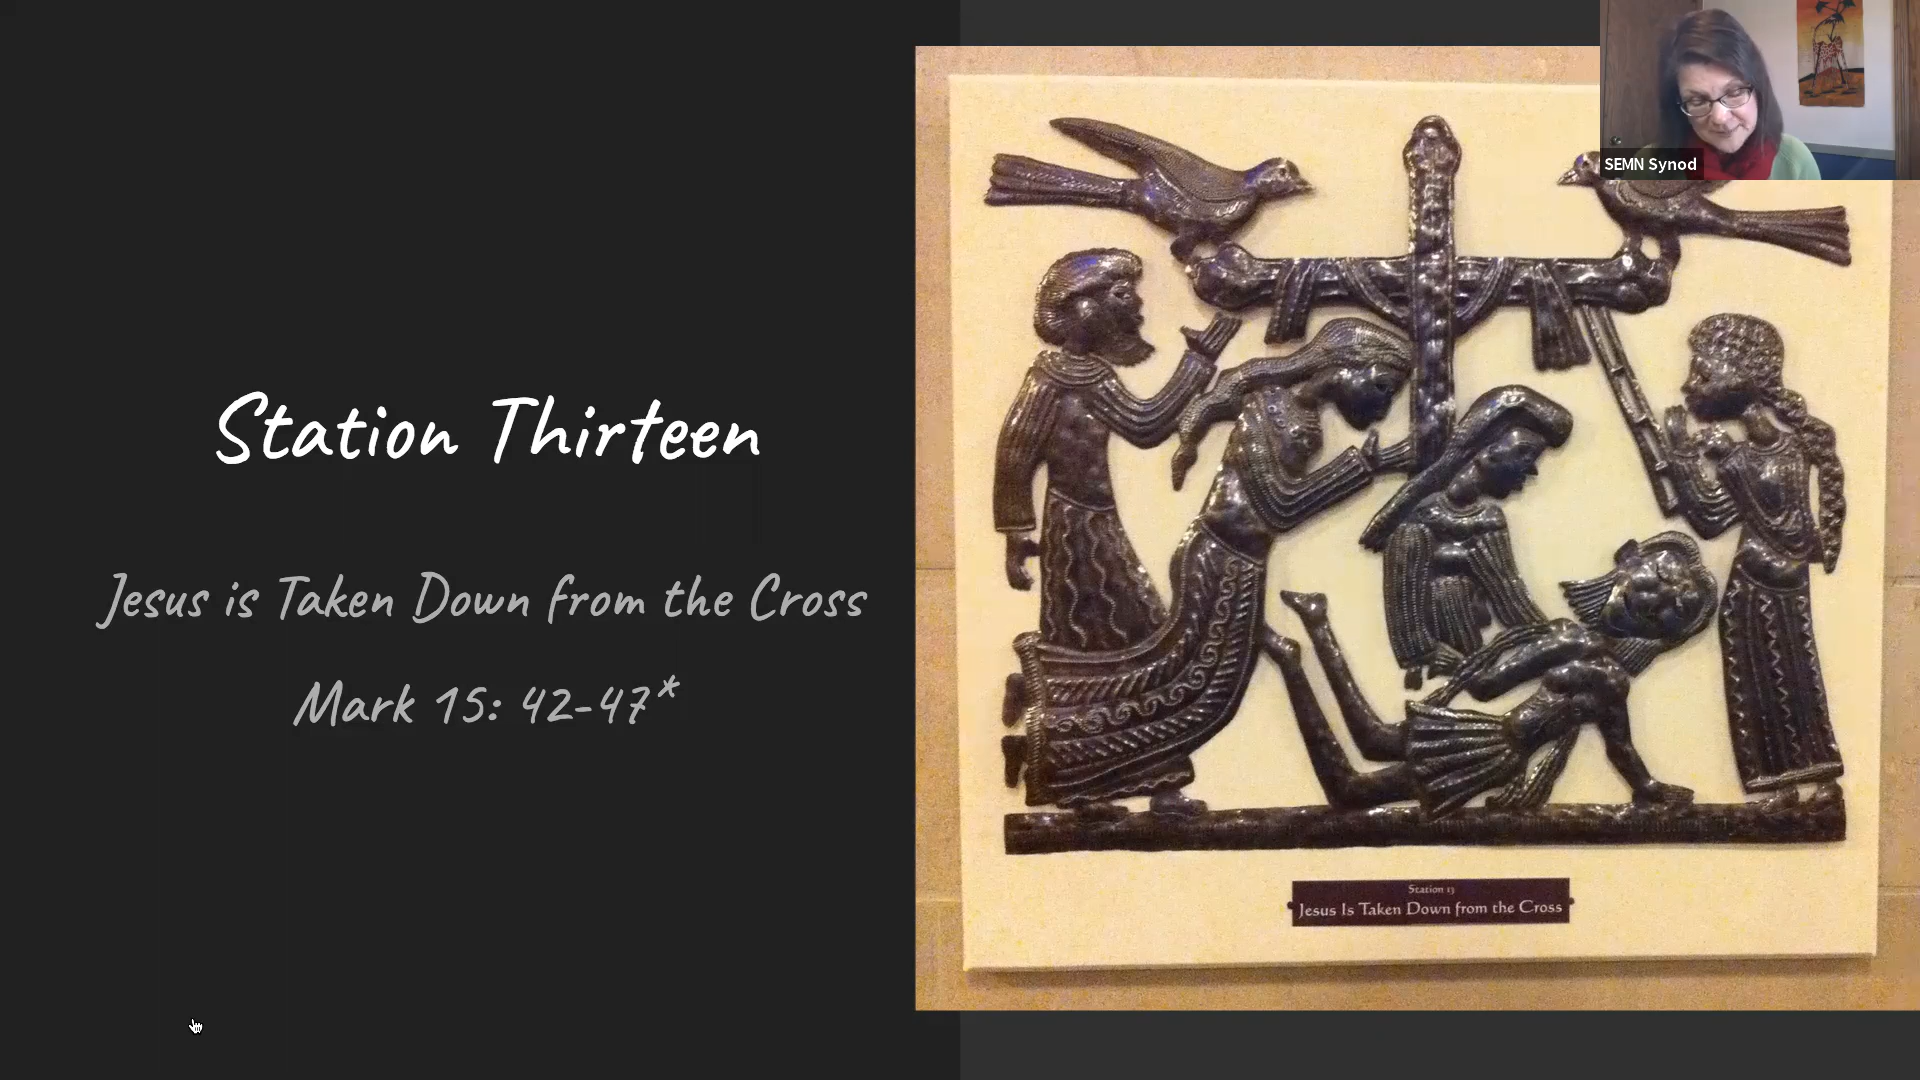 Station Thirteen
Jesus is Taken Down from the Cross
Mark 15: 42-47*
SEMN Synod
Station 13
Jesus Is Taken Down from the Cross